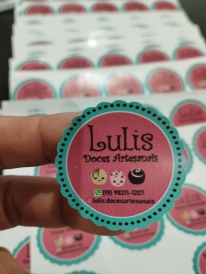 Lulis
Doces Artesanais
(19) 98211-1207
lulis.docesartesanais